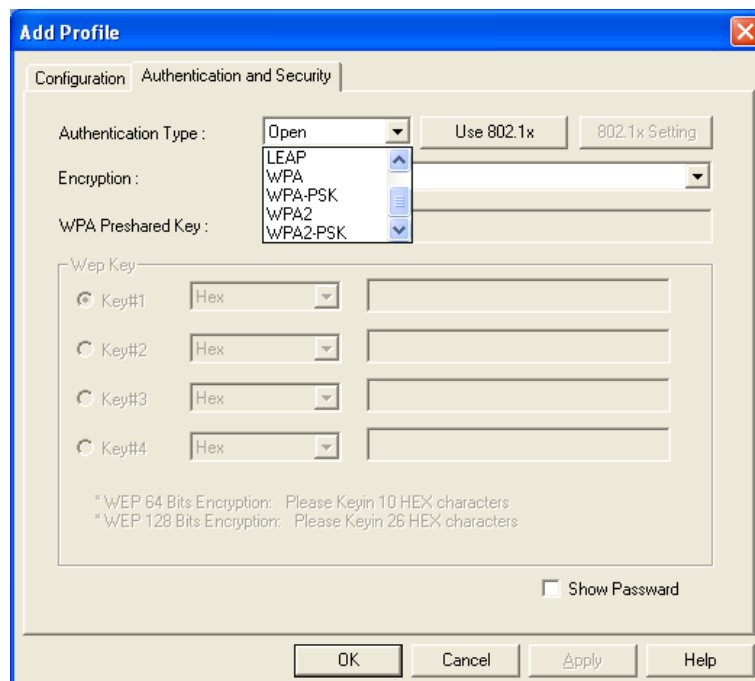 Add Profile
Configuration
Authentication and Security
Authentication Type :
Open
Use 802.1x
802.1x Setting
LEAP
WPA
WPA-PSK
WPA2
WPA2-PSK
Encryption :
WPA Preshared Key :
Wep Key
Key#1
Hex
Key#2
Hex
Key#3
Hex
Key#4
Hex
* WEP 64 Bits Encryption: Please Keyin 10 HEX characters
* WEP 128 Bits Encryption: Please Keyin 26 HEX characters
Show Passward
OK
Cancel
Apply
Help